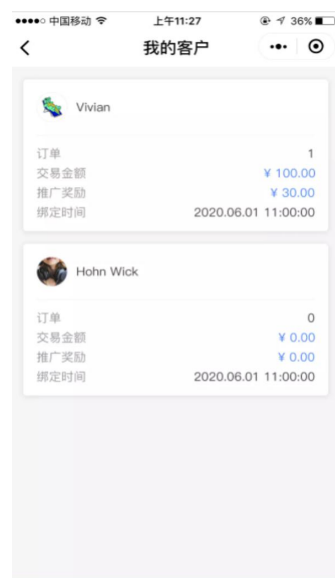 中国移动 上午11:27 36%
我的客户
Vivian
订单 1
交易金额 ¥ 100.00
推广奖励 ¥ 30.00
绑定时间 2020.06.01 11:00:00
Hohn Wick
订单 0
交易金额 ¥ 0.00
推广奖励 ¥ 0.00
绑定时间 2020.06.01 11:00:00